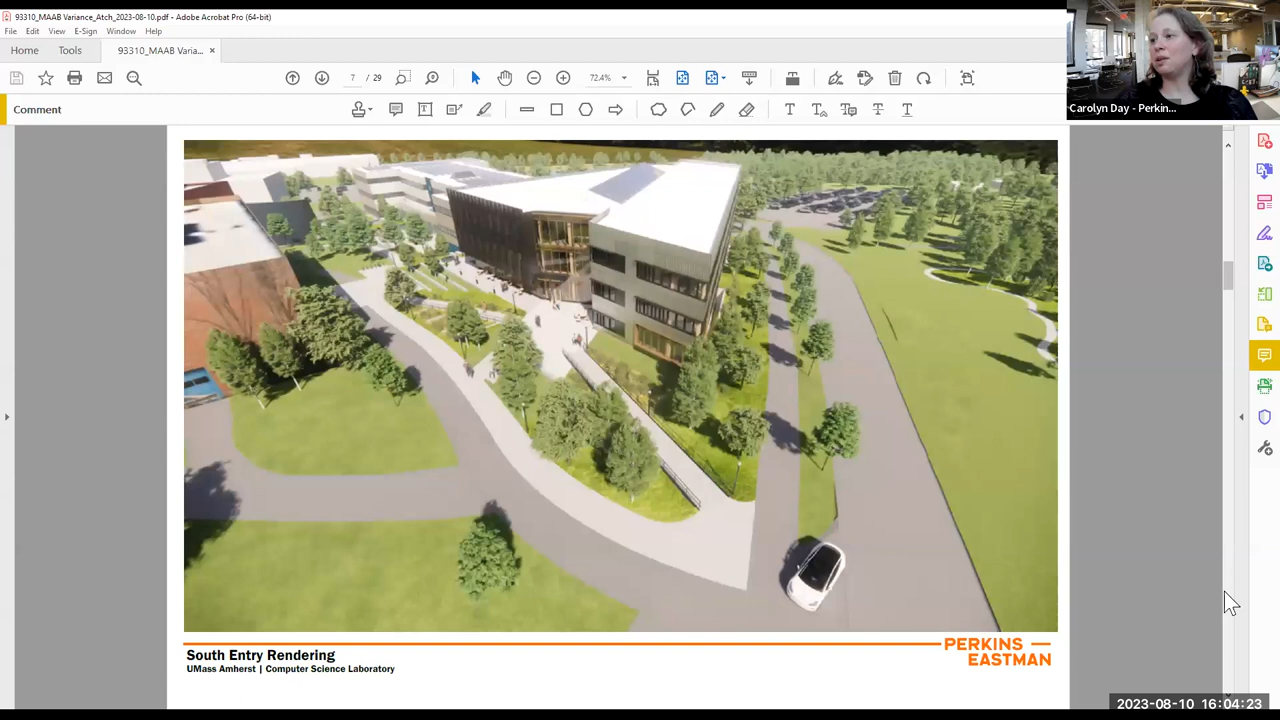 93310_MAAB Variance_Atch_2023-08-10.pdf - Adobe Acrobat Pro (64-bit)
File Edit View E-Sign Window Help
Home Tools 93310_MAAB Varia... ×
7 / 29 72.4%
Comment
Carolyn Day - Perkin...
South Entry Rendering
UMass Amherst | Computer Science Laboratory
PERKINS
EASTMAN
2023-08-10 16:04:23